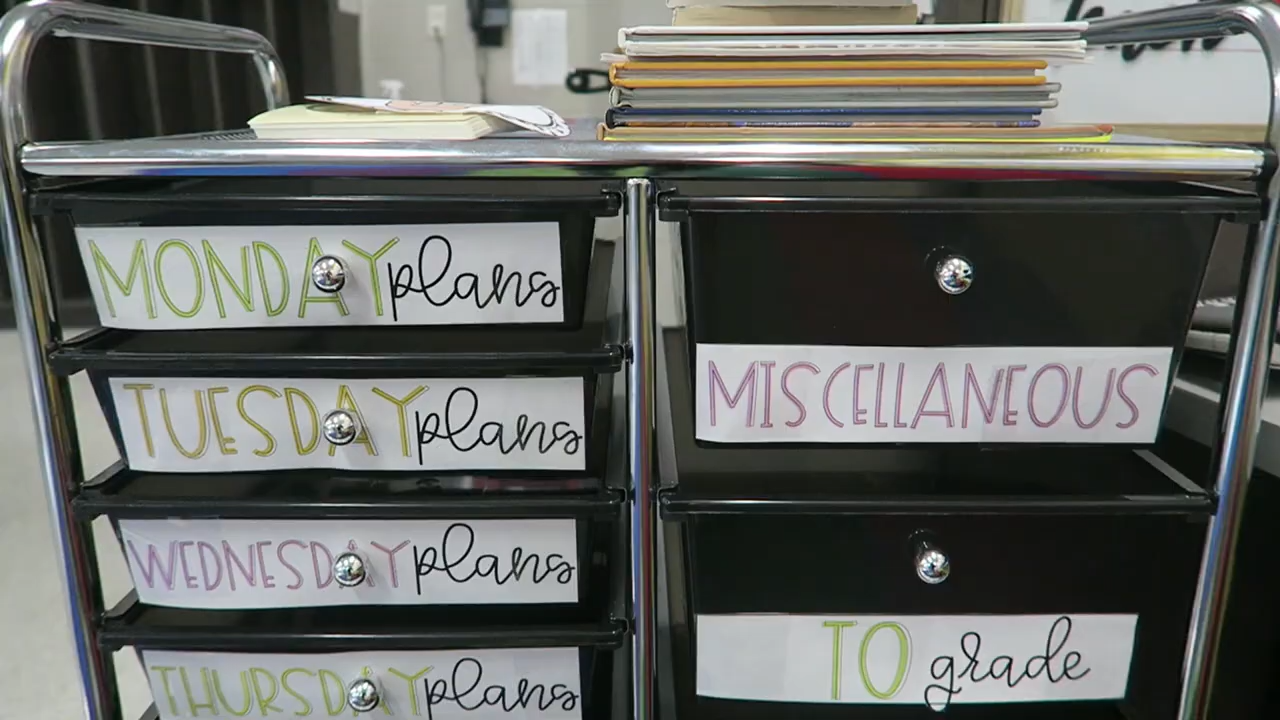 MONDAY plans
TUESDAY plans
WEDNESDAY plans
THURSDAY plans
MISCELLANEOUS
TO grade